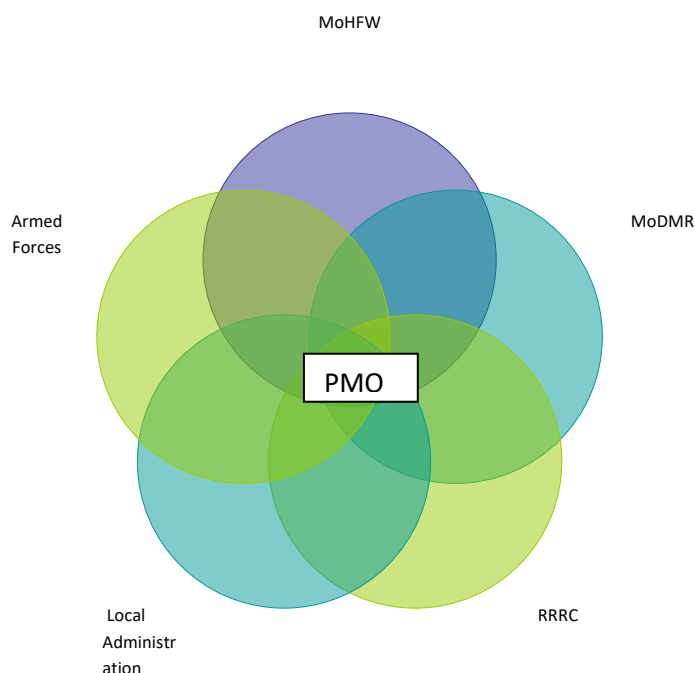 MoHFW
Armed
Forces
MoDMR
PMO
Local
Administr
ation
RRRC